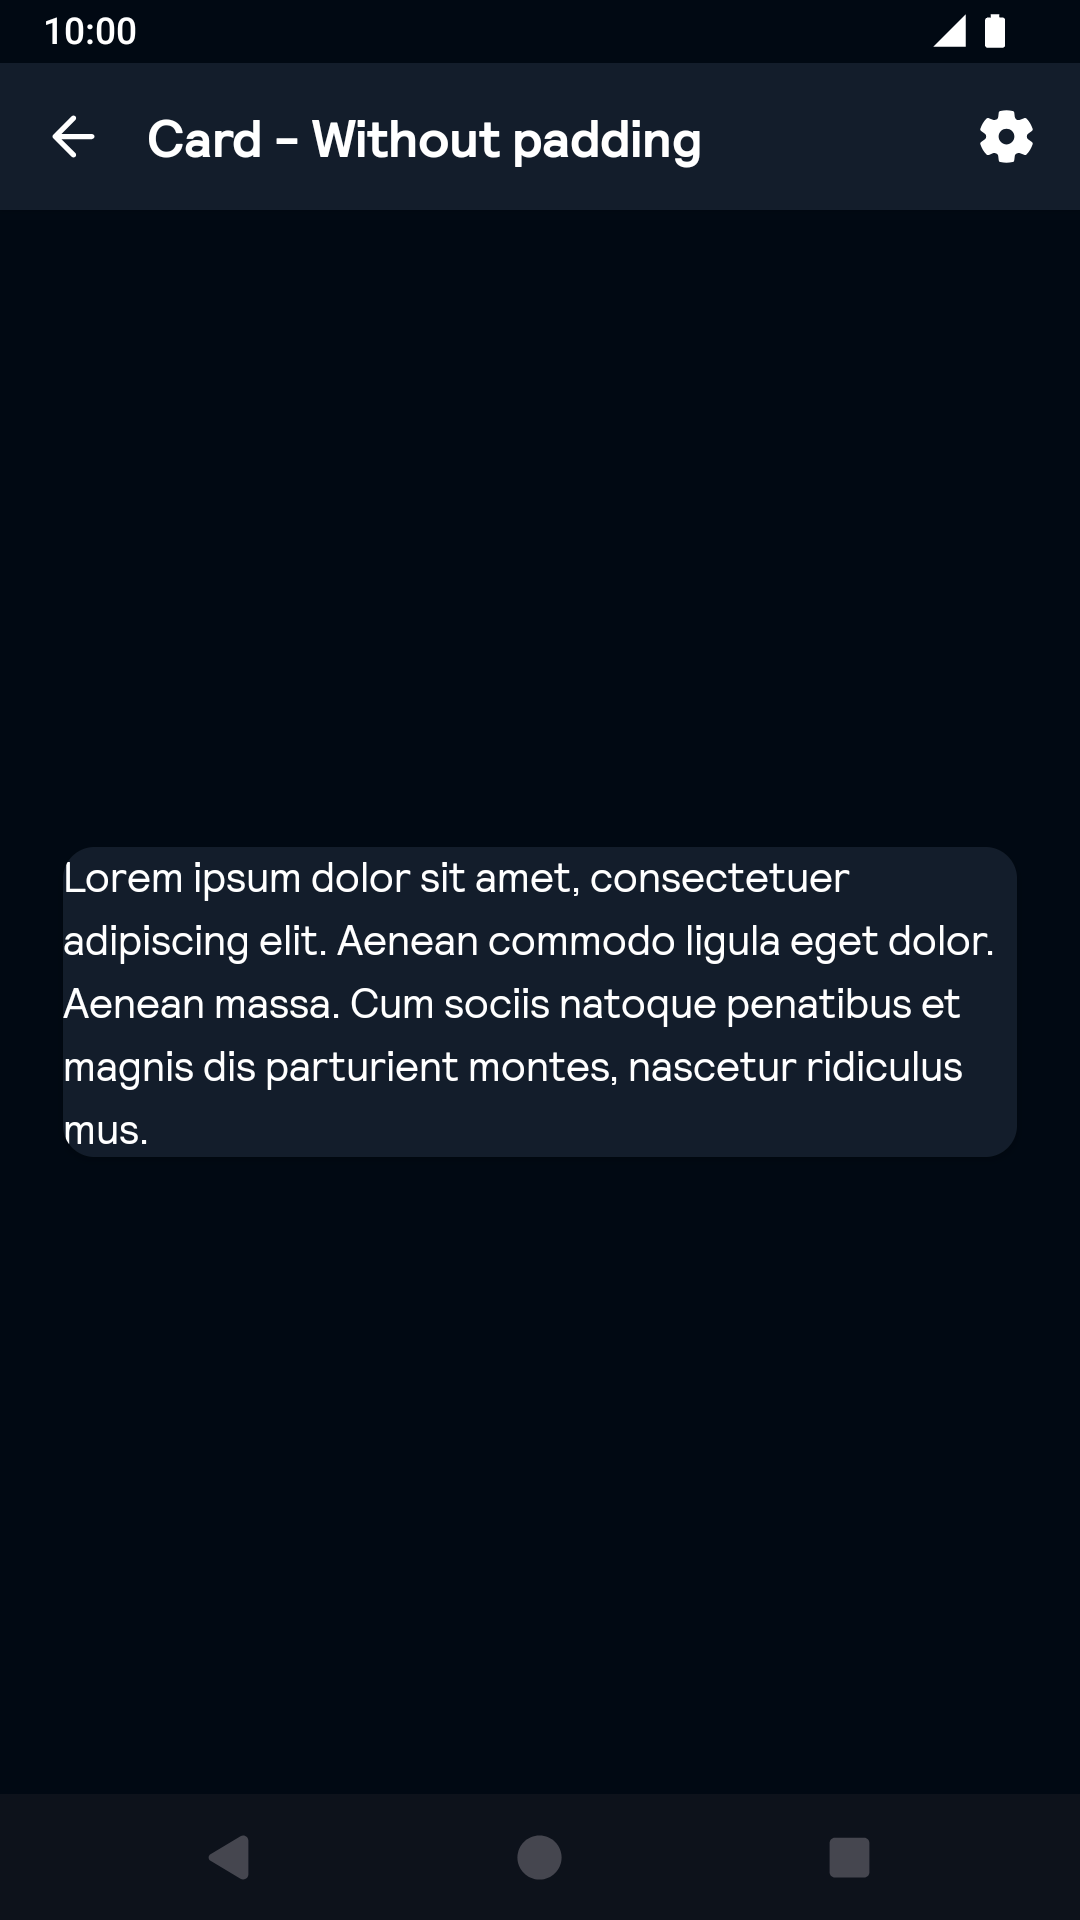 10:00
Card - Without padding
Lorem ipsum dolor sit amet, consectetuer
adipiscing elit. Aenean commodo ligula eget dolor.
Aenean massa. Cum sociis natoque penatibus et
magnis dis parturient montes, nascetur ridiculus
mus.